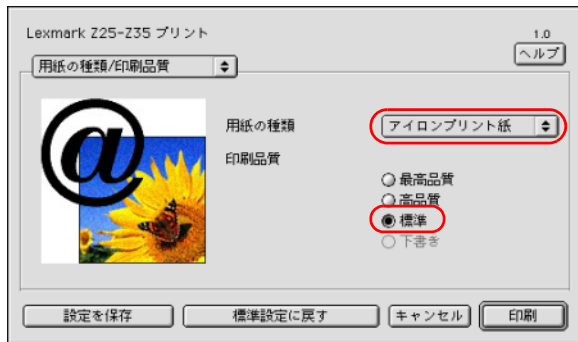 Lexmark Z25-Z35 プリント
1.0
ヘルプ
用紙の種類/印刷品質
@
用紙の種類
アイロンプリント紙
印刷品質
最高品質
高品質
標準
下書き
設定を保存
標準設定に戻す
キャンセル
印刷